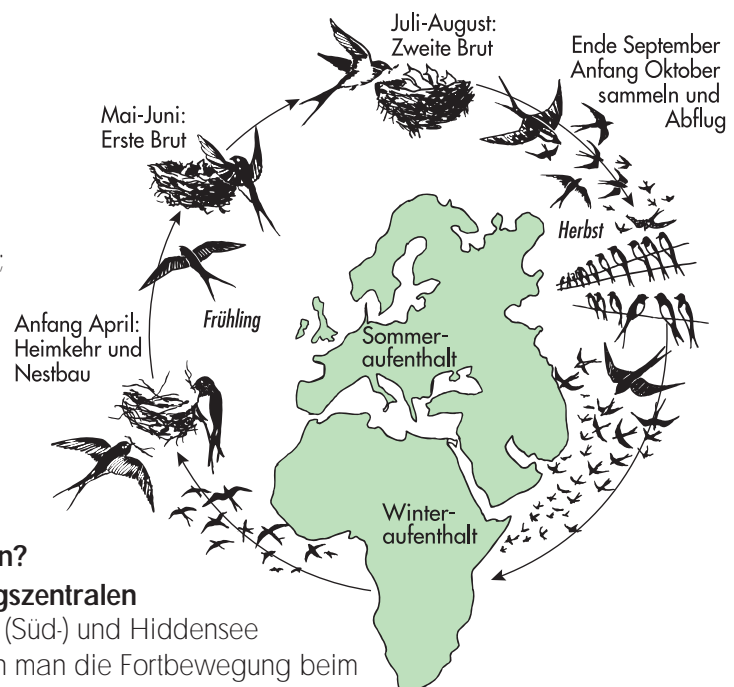 Juli-August:
Zweite Brut
Ende September
Anfang Oktober
sammeln und
Abflug
Mai-Juni:
Erste Brut
Herbst
Frühling
Anfang April:
Heimkehr und
Nestbau
Sommer-
aufenthalt
Winter-
aufenthalt
n?
gszentralen
(Süd-) und Hiddensee
n man die Fortbewegung beim